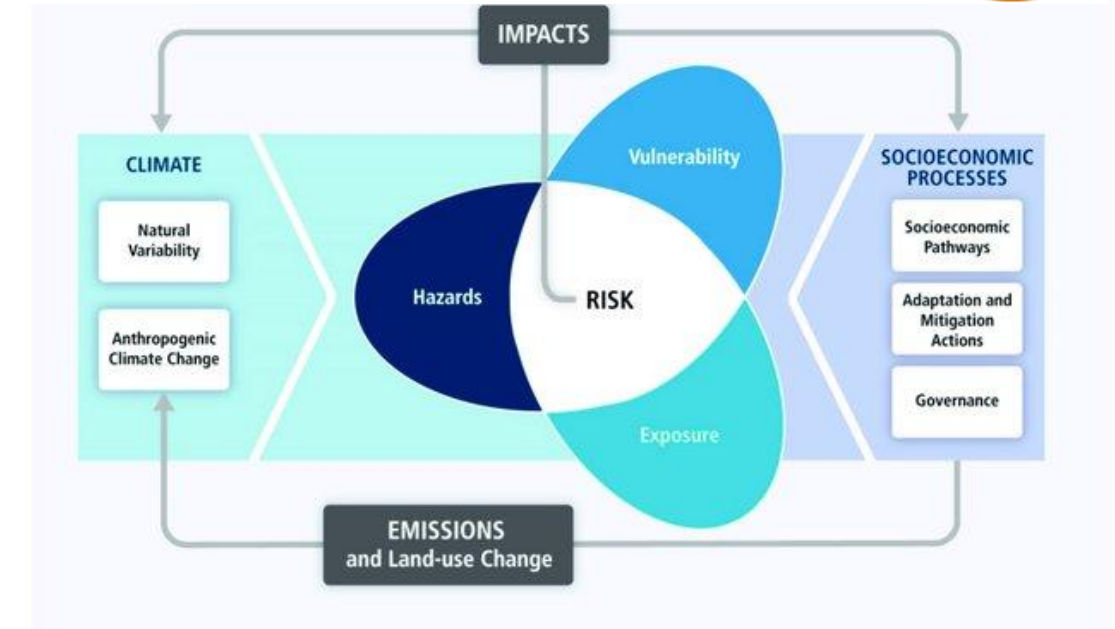 IMPACTS
CLIMATE
Natural
Variability
Anthropogenic
Climate Change
Vulnerability
Hazards
RISK
Exposure
SOCIOECONOMIC
PROCESSES
Socioeconomic
Pathways
Adaptation and
Mitigation
Actions
Governance
EMISSIONS
and Land-use Change